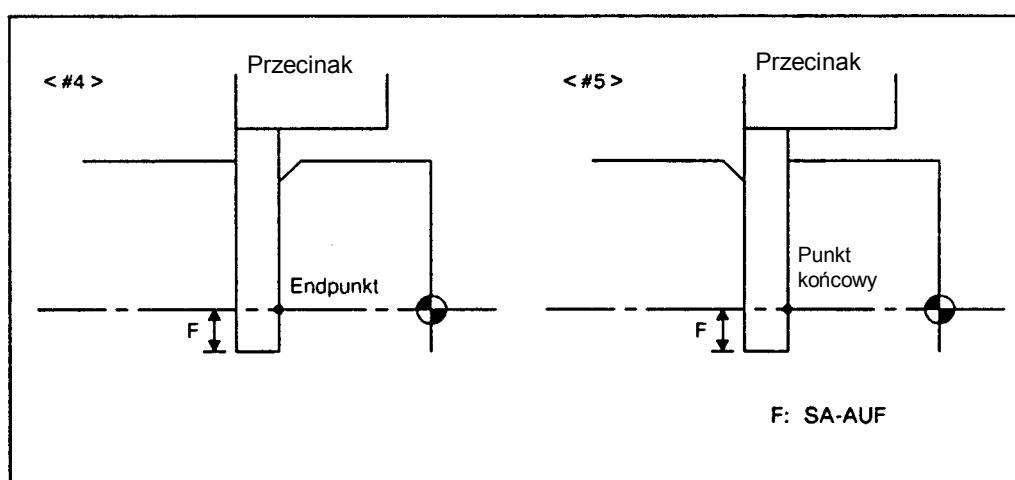 <#4>
Przecinak
Endpunkt
F
<#5>
Przecinak
Punkt
końcowy
F
F: SA-AUF